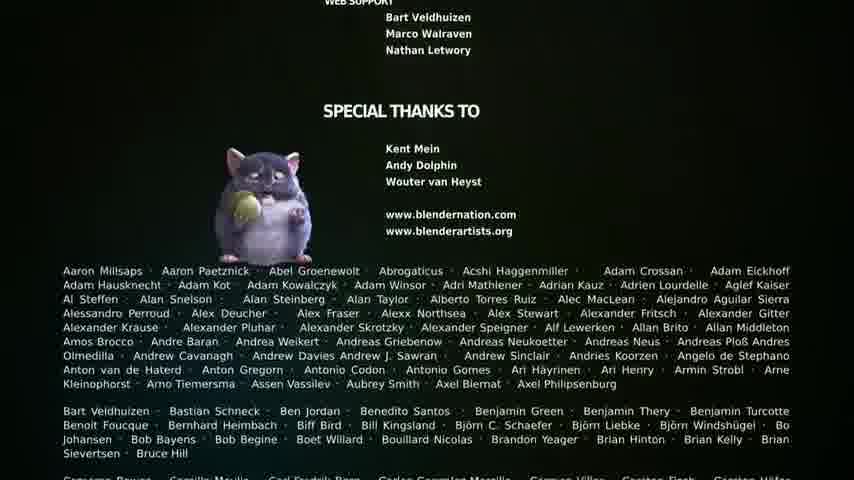 WEB SUPPORT
Bart Veldhuizen
Marco Walraven
Nathan Letwory
SPECIAL THANKS TO
Kent Mein
Andy Dolphin
Wouter van Heyst
www.blendernation.com
www.blenderartists.org
Aaron Millsaps · Aaron Paetznick · Abel Groenewolt · Abrogaticus · Acshi Haggenmiller · Adam Crossan · Adam Eickhoff
Adam Hausknecht · Adam Kot · Adam Kowalczyk · Adam Winsor · Adri Mathlener · Adrian Kauz · Adrien Lourdelle · Aglef Kaiser
Al Steffen · Alan Snelson · Alan Steinberg · Alan Taylor · Alberto Torres Ruiz · Alec MacLean · Alejandro Aguilar Sierra
Alessandro Perroud · Alex Deucher · Alex Fraser · Alexx Northsea · Alex Stewart · Alexander Fritsch · Alexander Gitter
Alexander Krause · Alexander Pluhar · Alexander Skrotzky · Alexander Speigner · Alf Lewerken · Allan Brito · Allan Middleton
Amos Brocco · Andre Baran · Andrea Weikert · Andreas Griebenow · Andreas Neukoetter · Andreas Neus · Andreas Ploß Andres
Olmedilla · Andrew Cavanagh · Andrew Davies Andrew J. Sawran · Andrew Sinclair · Andries Koorzen · Angelo de Stephano
Anton van de Haterd · Anton Gregorn · Antonio Codon · Antonio Gomes · Ari Häyrinen · Ari Henry · Armin Strobl · Arne
Kleinophorst · Arno Tiemersma · Assen Vassilev · Aubrey Smith · Axel Biernat · Axel Philipsenburg
Bart Veldhuizen · Bastian Schneck · Ben Jordan · Benedito Santos · Benjamin Green · Benjamin Thery · Benjamin Turcotte
Benoit Foucque · Bernhard Heimbach · Biff Bird · Bill Kingsland · Björn C. Schaefer · Björn Liebke · Björn Windshügel · Bo
Johansen · Bob Bayens · Bob Begine · Boet Willard · Bouillard Nicolas · Brandon Yeager · Brian Hinton · Brian Kelly · Brian
Sievertsen · Bruce Hill